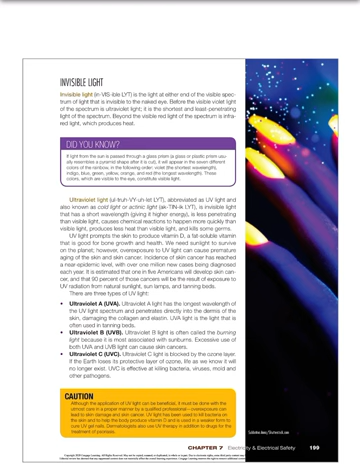 INVISIBLE LIGHT
Invisible light (in-VIS-ible LYT) is the light at either end of the visible spec-
trum of light that is invisible to the naked eye. Before the visible violet light
of the spectrum is ultraviolet light; it is the shortest and least-penetrating
light of the spectrum. Beyond the visible red light of the spectrum is infra-
red light, which produces heat.
DID YOU KNOW?
If light from the sun is passed through a glass prism (a glass or plastic prism usu-
ally resembles a pyramid shape after it is cut), it will appear in the seven different
colors of the rainbow, in the following order: violet (the shortest wavelength),
indigo, blue, green, yellow, orange, and red (the longest wavelength). These
colors, which are visible to the eye, constitute visible light.
Ultraviolet light (ul-truh-VY-uh-let LYT), abbreviated as UV light and
also known as cold light or actinic light (ak-TIN-ik LYT), is invisible light
that has a short wavelength (giving it higher energy), is less penetrating
than visible light, causes chemical reactions to happen more quickly than
visible light, produces less heat than visible light, and kills some germs.
UV light prompts the skin to produce vitamin D, a fat-soluble vitamin
that is good for bone growth and health. We need sunlight to survive
on the planet; however, overexposure to UV light can cause premature
aging of the skin and skin cancer. Incidence of skin cancer has reached
a near-epidemic level, with over one million new cases being diagnosed
each year. It is estimated that one in five Americans will develop skin can-
cer, and that 90 percent of those cancers will be the result of exposure to
UV radiation from natural sunlight, sun lamps, and tanning beds.
There are three types of UV light:
• Ultraviolet A (UVA). Ultraviolet A light has the longest wavelength of
the UV light spectrum and penetrates directly into the dermis of the
skin, damaging the collagen and elastin. UVA light is the light that is
often used in tanning beds.
• Ultraviolet B (UVB). Ultraviolet B light is often called the burning
light because it is most associated with sunburns. Excessive use of
both UVA and UVB light can cause skin cancers.
• Ultraviolet C (UVC). Ultraviolet C light is blocked by the ozone layer.
If the Earth loses its protective layer of ozone, life as we know it will
no longer exist. UVC is effective at killing bacteria, viruses, mold and
other pathogens.
CAUTION
Although the application of UV light can be beneficial, it must be done with the
utmost care in a proper manner by a qualified professional—overexposure can
lead to skin damage and skin cancer. UV light has been used to kill bacteria on
the skin and to help the body produce vitamin D and is used in a weaker form to
cure UV gel nails. Dermatologists also use UV therapy in addition to drugs for the
treatment of psoriasis.
CHAPTER 7 Electricity & Electrical Safety 199